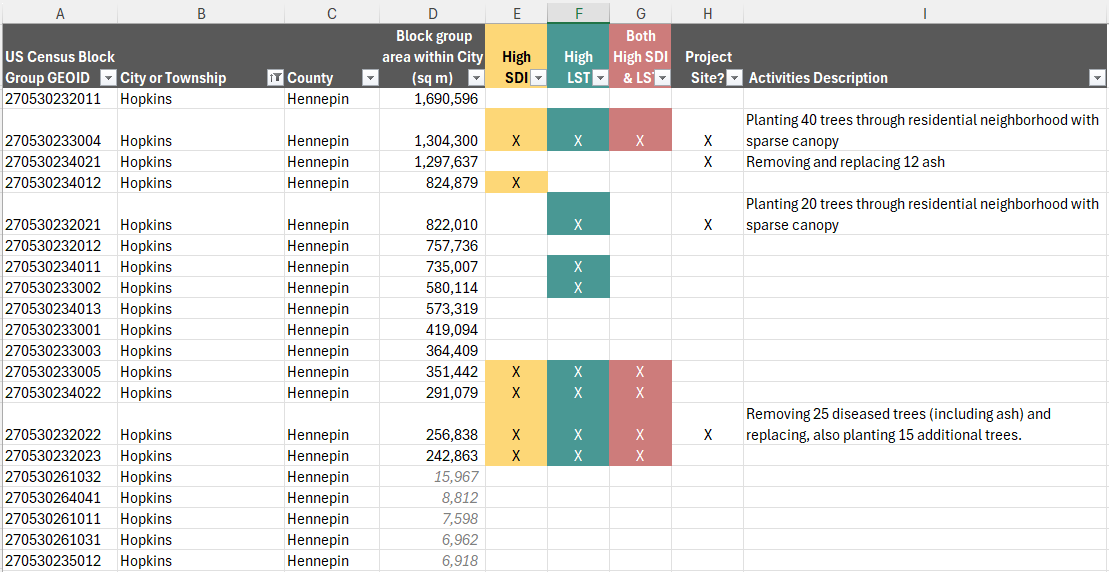 A B C D E F G H I
US Census Block Group GEOID City or Township County Block group area within City (sq m) High SDI High LST Both High SDI & LS Project Site? Activities Description
270530232011 Hopkins Hennepin 1,690,596
270530233004 Hopkins Hennepin 1,304,300 X X X X Planting 40 trees through residential neighborhood with sparse canopy
270530234021 Hopkins Hennepin 1,297,637 X Removing and replacing 12 ash
270530234012 Hopkins Hennepin 824,879 X
270530232021 Hopkins Hennepin 822,010 X X Planting 20 trees through residential neighborhood with sparse canopy
270530232012 Hopkins Hennepin 757,736
270530234011 Hopkins Hennepin 735,007 X
270530233002 Hopkins Hennepin 580,114 X
270530234013 Hopkins Hennepin 573,319
270530233001 Hopkins Hennepin 419,094
270530233003 Hopkins Hennepin 364,409
270530233005 Hopkins Hennepin 351,442 X X X
270530234022 Hopkins Hennepin 291,079 X X X
270530232022 Hopkins Hennepin 256,838 X X X X Removing 25 diseased trees (including ash) and replacing, also planting 15 additional trees.
270530232023 Hopkins Hennepin 242,863 X X X
270530261032 Hopkins Hennepin 15,967
270530264041 Hopkins Hennepin 8,812
270530261011 Hopkins Hennepin 7,598
270530261031 Hopkins Hennepin 6,962
270530235012 Hopkins Hennepin 6,918